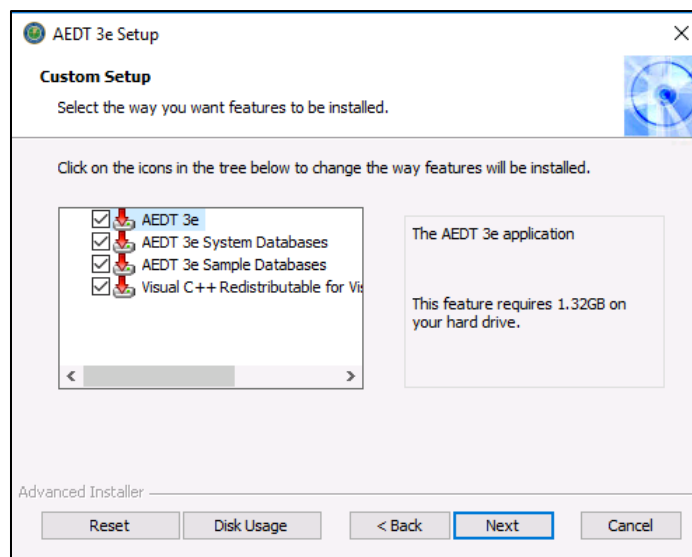 AEDT 3e Setup
Custom Setup
Select the way you want features to be installed.
Click on the icons in the tree below to change the way features will be installed.
AEDT 3e
AEDT 3e System Databases
AEDT 3e Sample Databases
Visual C++ Redistributable for Vis
The AEDT 3e application
This feature requires 1.32GB on
your hard drive.
Advanced Installer
Reset
Disk Usage
< Back
Next
Cancel